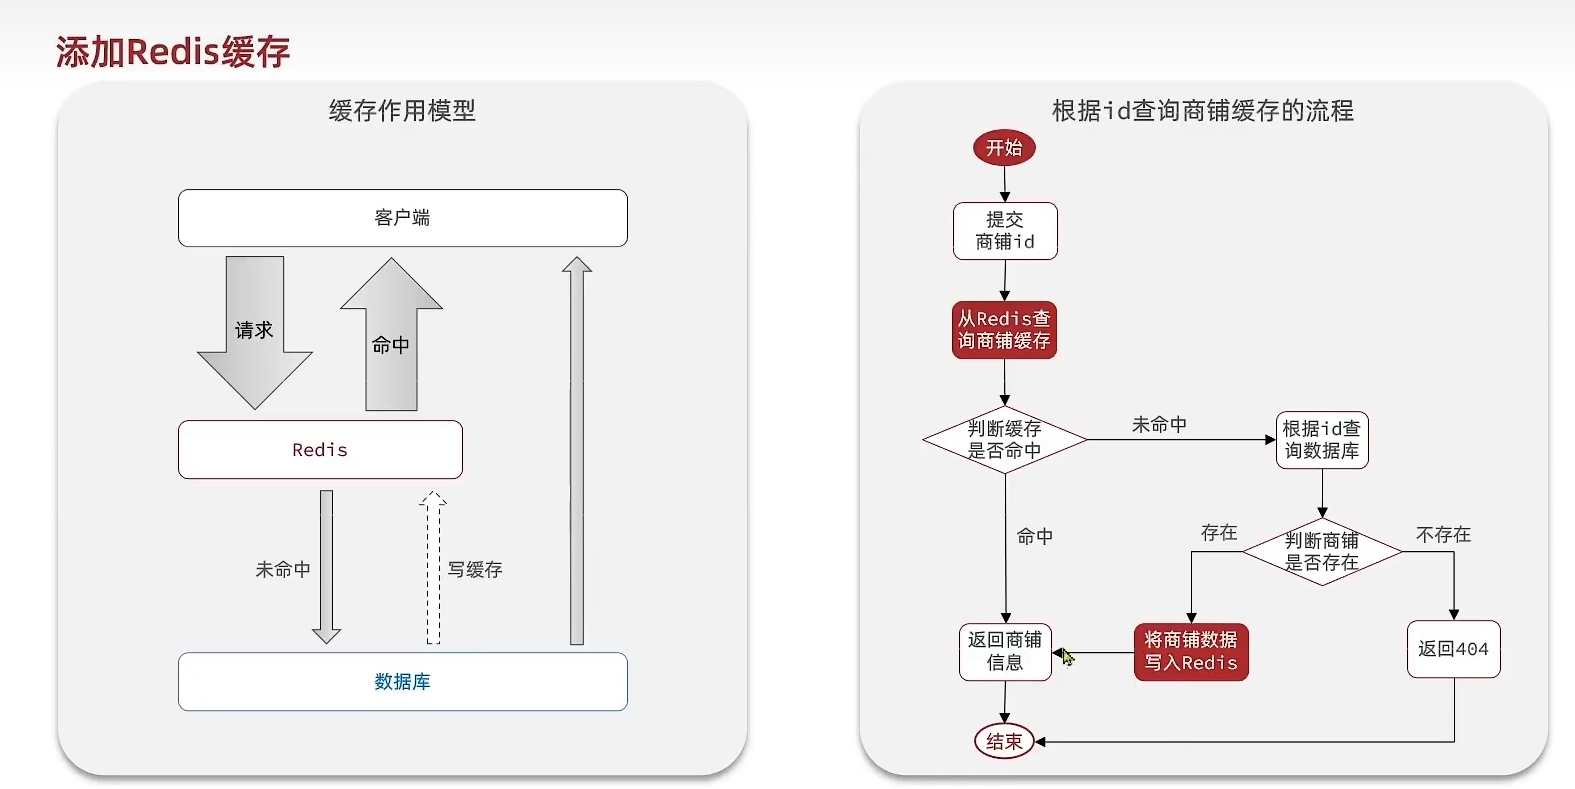 添加Redis缓存
缓存作用模型
客户端
请求
命中
Redis
未命中
写缓存
数据库
根据id查询商铺缓存的流程
开始
提交
商铺id
从Redis查
询商铺缓存
判断缓存
是否命中
未命中
根据id查
询数据库
命中
存在
判断商铺
是否存在
不存在
返回商铺
信息
将商铺数据
写入Redis
返回404
结束